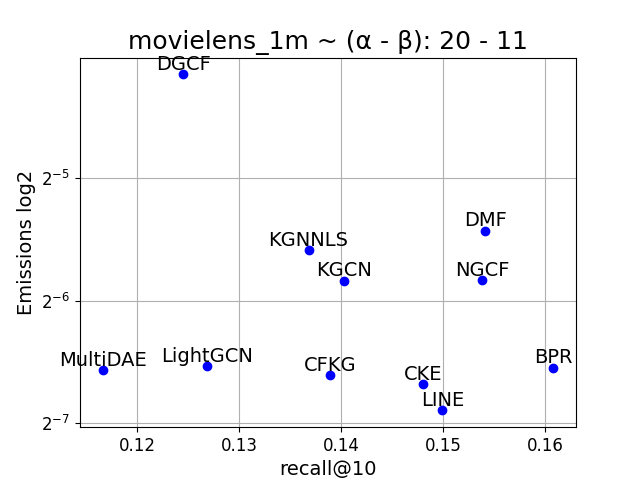 movielens_1m ~ (α - β): 20 - 11
DGCF
2⁻⁵
DMF
KGNNLS
KGCN
NGCF
2⁻⁶
MultiDAE
LightGCN
CFKG
CKE
BPR
LINE
2⁻⁷
Emissions log2
0.12 0.13 0.14 0.15 0.16
recall@10